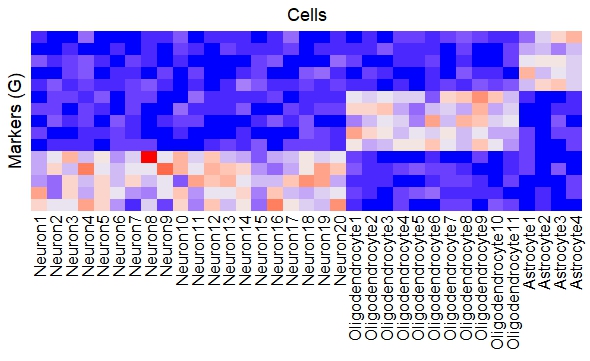 Cells
Markers (G)
Neuron1
Neuron2
Neuron3
Neuron4
Neuron5
Neuron6
Neuron7
Neuron8
Neuron9
Neuron10
Neuron11
Neuron12
Neuron13
Neuron14
Neuron15
Neuron16
Neuron17
Neuron18
Neuron19
Neuron20
Oligodendrocyte1
Oligodendrocyte2
Oligodendrocyte3
Oligodendrocyte4
Oligodendrocyte5
Oligodendrocyte6
Oligodendrocyte7
Oligodendrocyte8
Oligodendrocyte9
Oligodendrocyte10
Oligodendrocyte11
Astrocyte1
Astrocyte2
Astrocyte3
Astrocyte4